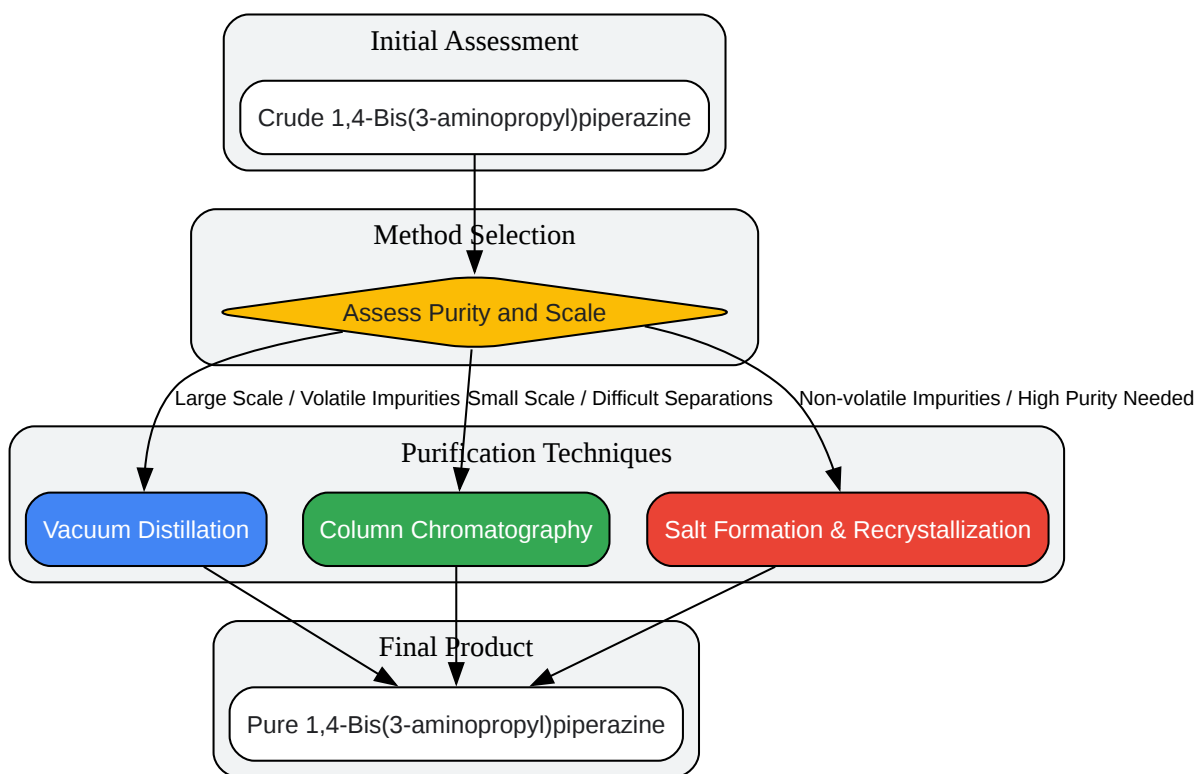 Initial Assessment
Crude 1,4-Bis(3-aminopropyl)piperazine
Method Selection
Assess Purity and Scale
Large Scale / Volatile Impurities
Small Scale / Difficult Separations
Non-volatile Impurities / High Purity Needed
Purification Techniques
Vacuum Distillation
Column Chromatography
Salt Formation & Recrystallization
Final Product
Pure 1,4-Bis(3-aminopropyl)piperazine